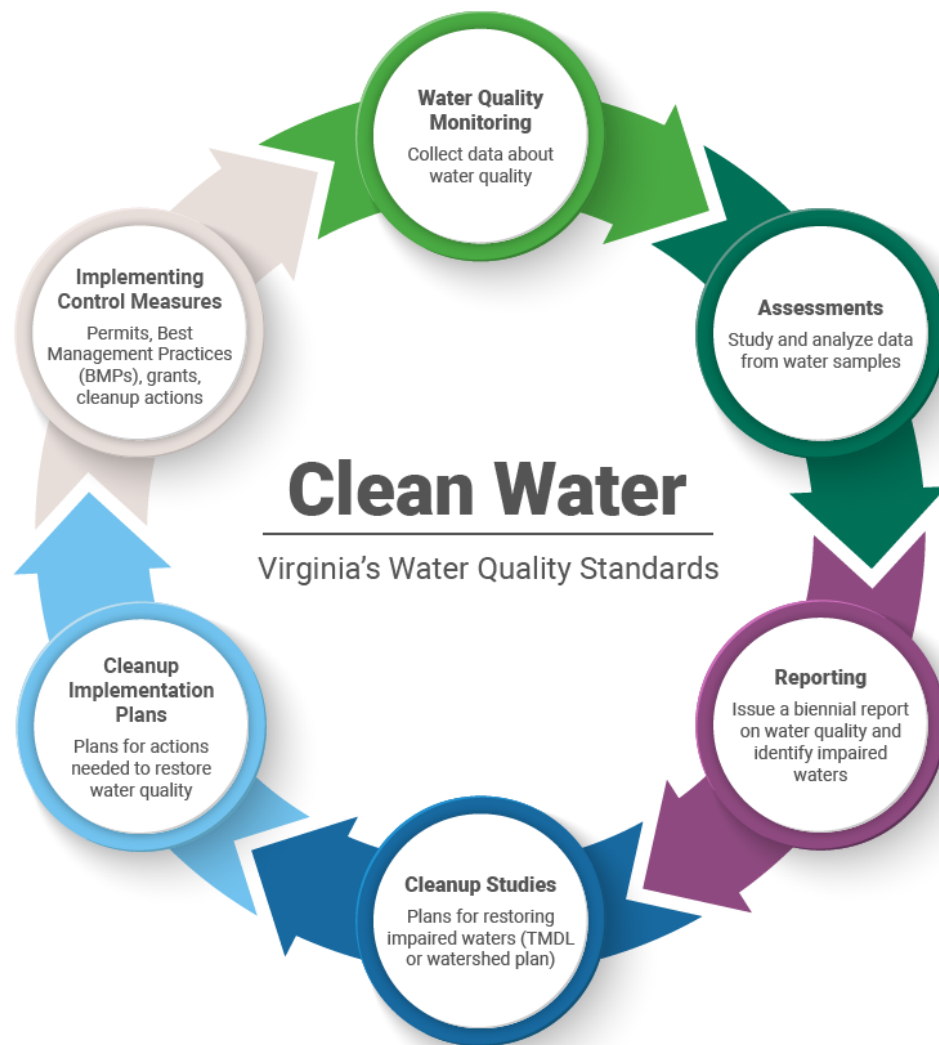 Water Quality
Monitoring
Collect data about
water quality
Assessments
Study and analyze data
from water samples
Reporting
Issue a biennial report
on water quality and
identify impaired
waters
Cleanup Studies
Plans for restoring
impaired waters (TMDL
or watershed plan)
Cleanup
Implementation
Plans
Plans for actions
needed to restore
water quality
Implementing
Control Measures
Permits, Best
Management Practices
(BMPs), grants,
cleanup actions
Clean Water
Virginia’s Water Quality Standards